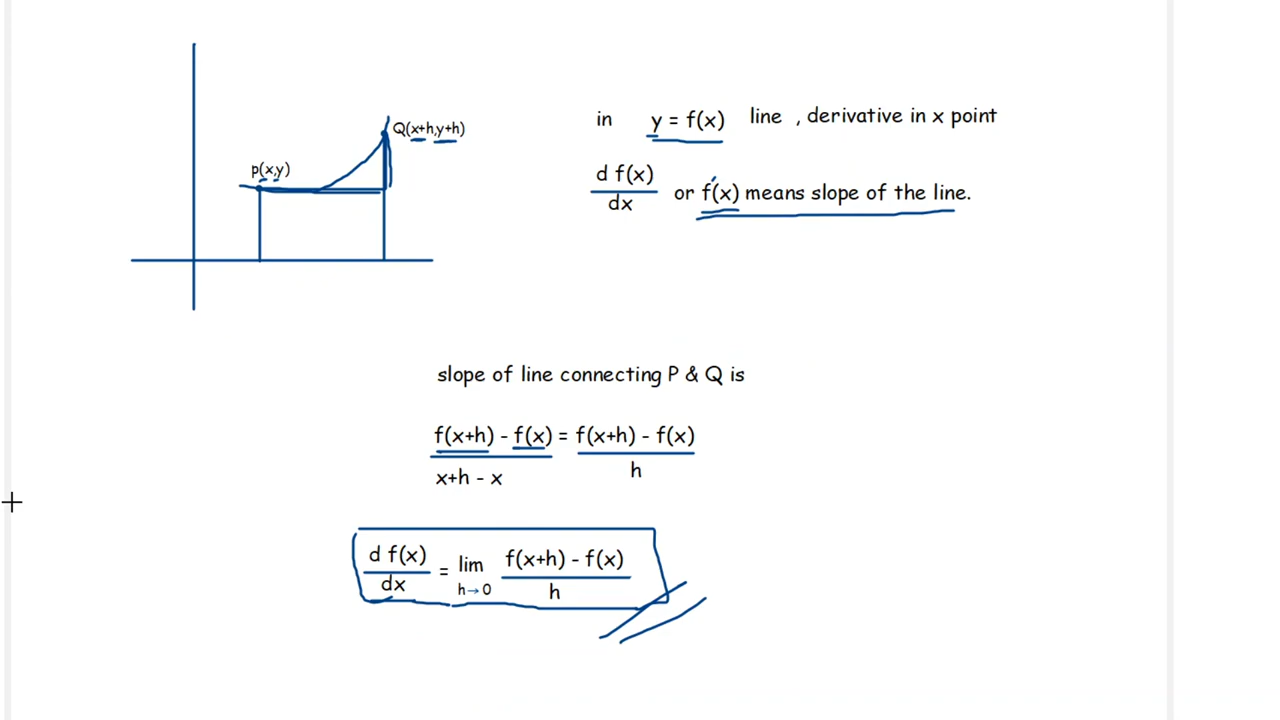 Q(x+h,y+h)
p(x,y)
in y = f(x) line , derivative in x point
d f(x)
dx
or f'(x) means slope of the line.
slope of line connecting P & Q is
f(x+h) - f(x) = f(x+h) - f(x)
x+h - x
h
d f(x)
dx
= lim
h→0
f(x+h) - f(x)
h